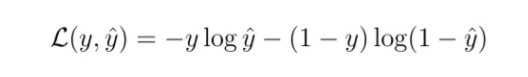 ℒ(y, ŷ) = −y log ŷ − (1 − y) log(1 − ŷ)